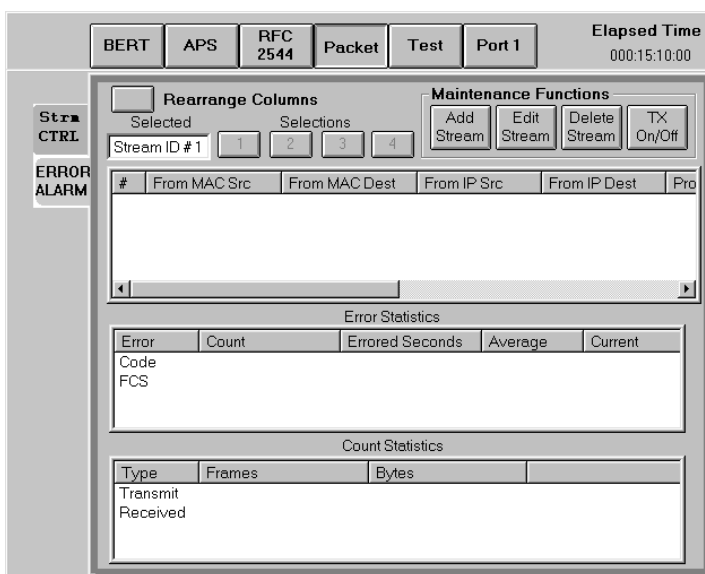 BERT APS RFC 2544 Packet Test Port 1 Elapsed Time
000:15:10:00
Strm CTRL
ERROR ALARM
Rearrange Columns
Selected Selections
Stream ID # 1 1 2 3 4
Maintenance Functions
Add Stream Edit Stream Delete Stream TX On/Off
# From MAC Src From MAC Dest From IP Src From IP Dest Pro
Error Statistics
Error Count Errored Seconds Average Current
Code
FCS
Count Statistics
Type Frames Bytes
Transmit
Received